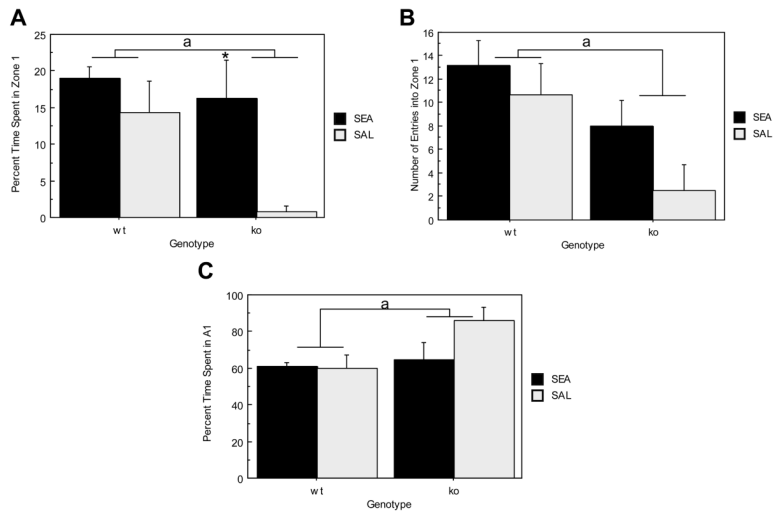 A
Percent Time Spent in Zone 1
25
20
15
10
5
0
a
*
wt
ko
Genotype
SEA
SAL
B
Number of Entries into Zone 1
16
14
12
10
8
6
4
2
0
a
wt
ko
Genotype
SEA
SAL
C
Percent Time Spent in A1
100
80
60
40
20
0
a
wt
ko
Genotype
SEA
SAL